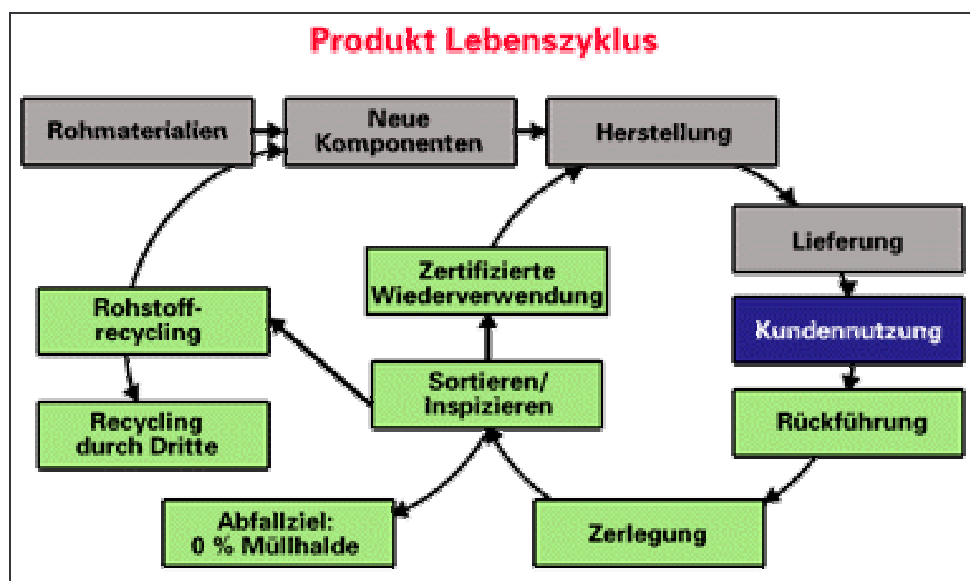 Produkt Lebenszyklus
Rohmaterialien
Neue
Komponenten
Herstellung
Lieferung
Zertifizierte
Wiederverwendung
Rohstoff-
recycling
Kundennutzung
Sortieren/
Inspizieren
Recycling
durch Dritte
Rückführung
Abfallziel:
0 % Müllhalde
Zerlegung